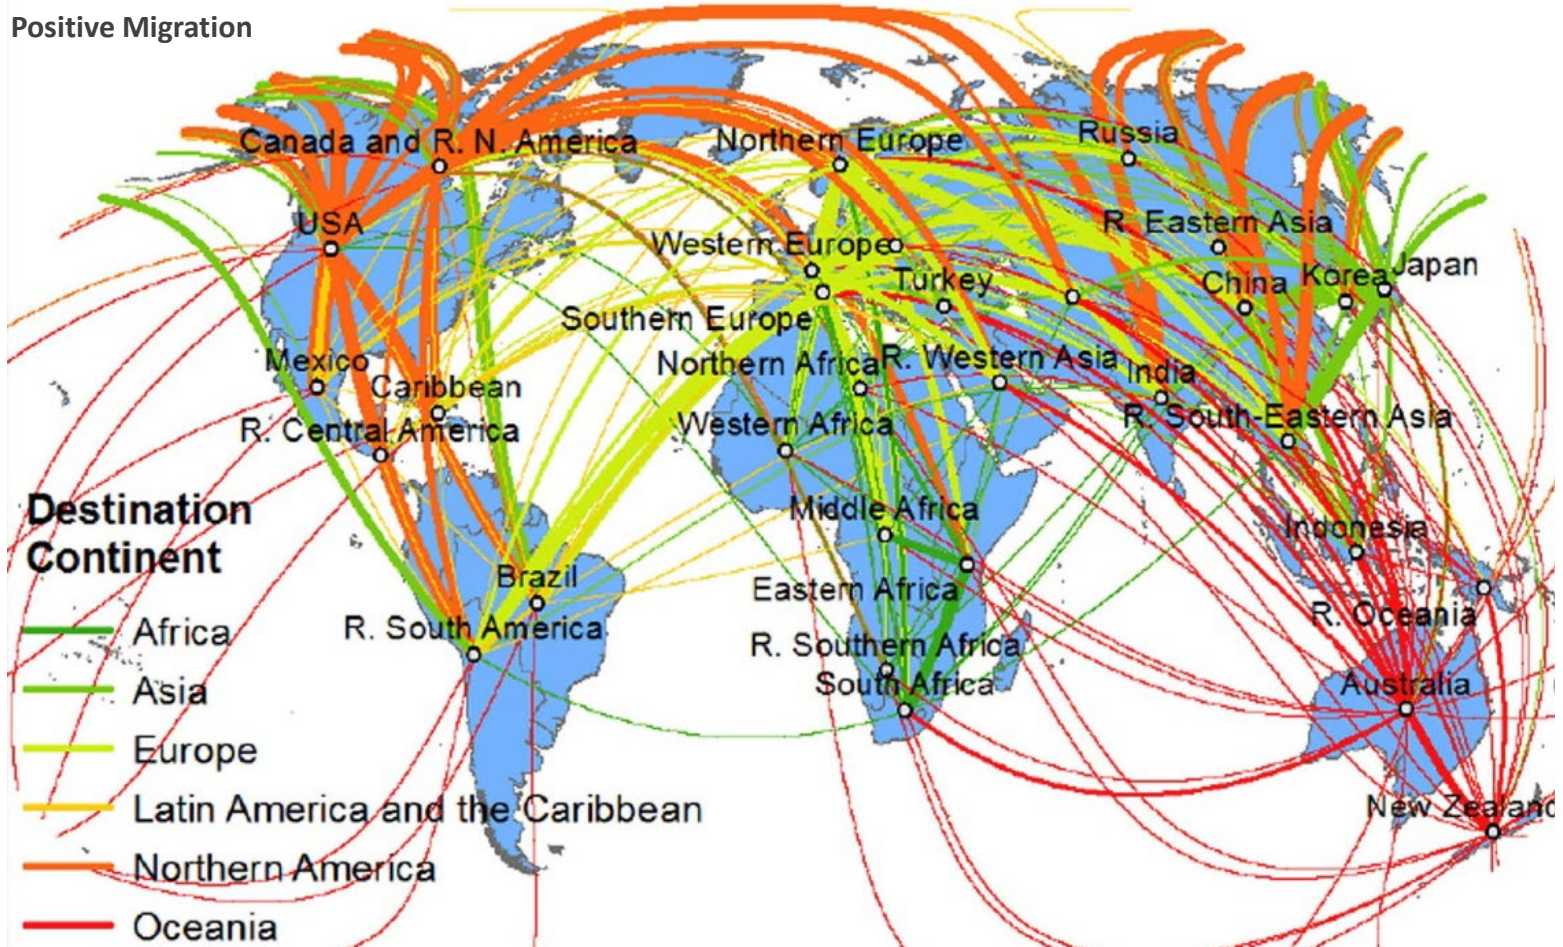 Positive Migration
Canada and R. N. America
Northern Europe
Russia
USA
Western Europe
R. Eastern Asia
Turkey
China
Korea
Japan
Southern Europe
Mexico
Caribbean
Northern Africa
R. Western Asia
India
R. Central America
Western Africa
R. South-Eastern Asia
Destination
Continent
Middle Africa
Indonesia
Brazil
Eastern Africa
R. Oceania
R. South America
R. Southern Africa
South Africa
Australia
Africa
Asia
Europe
Latin America and the Caribbean
Northern America
Oceania
New Zealand